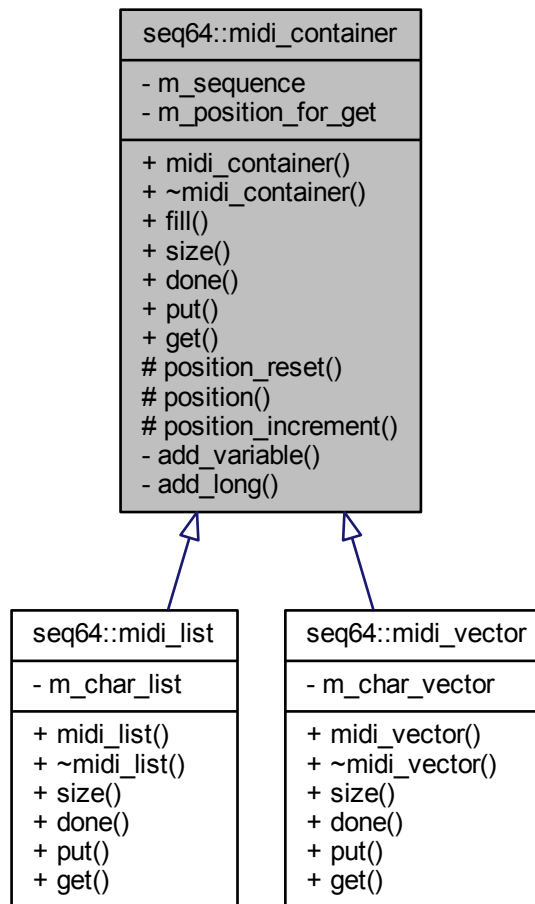 seq64::midi_container
- m_sequence
- m_position_for_get
+ midi_container()
+ ~midi_container()
+ fill()
+ size()
+ done()
+ put()
+ get()
# position_reset()
# position()
# position_increment()
- add_variable()
- add_long()
seq64::midi_list
- m_char_list
+ midi_list()
+ ~midi_list()
+ size()
+ done()
+ put()
+ get()
seq64::midi_vector
- m_char_vector
+ midi_vector()
+ ~midi_vector()
+ size()
+ done()
+ put()
+ get()